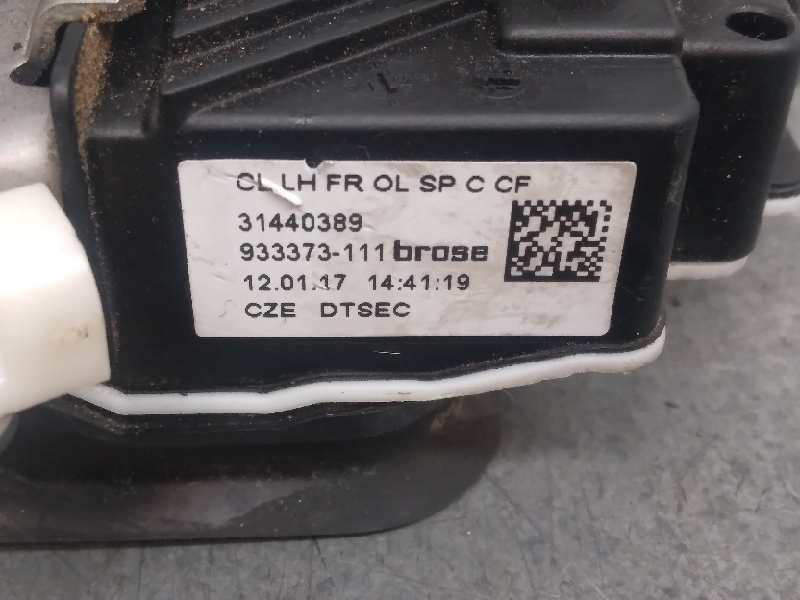 CL LH FR OL SP C CF
31440389
933373-111 brose
12.01.17 14:41:19
CZE DTSEC